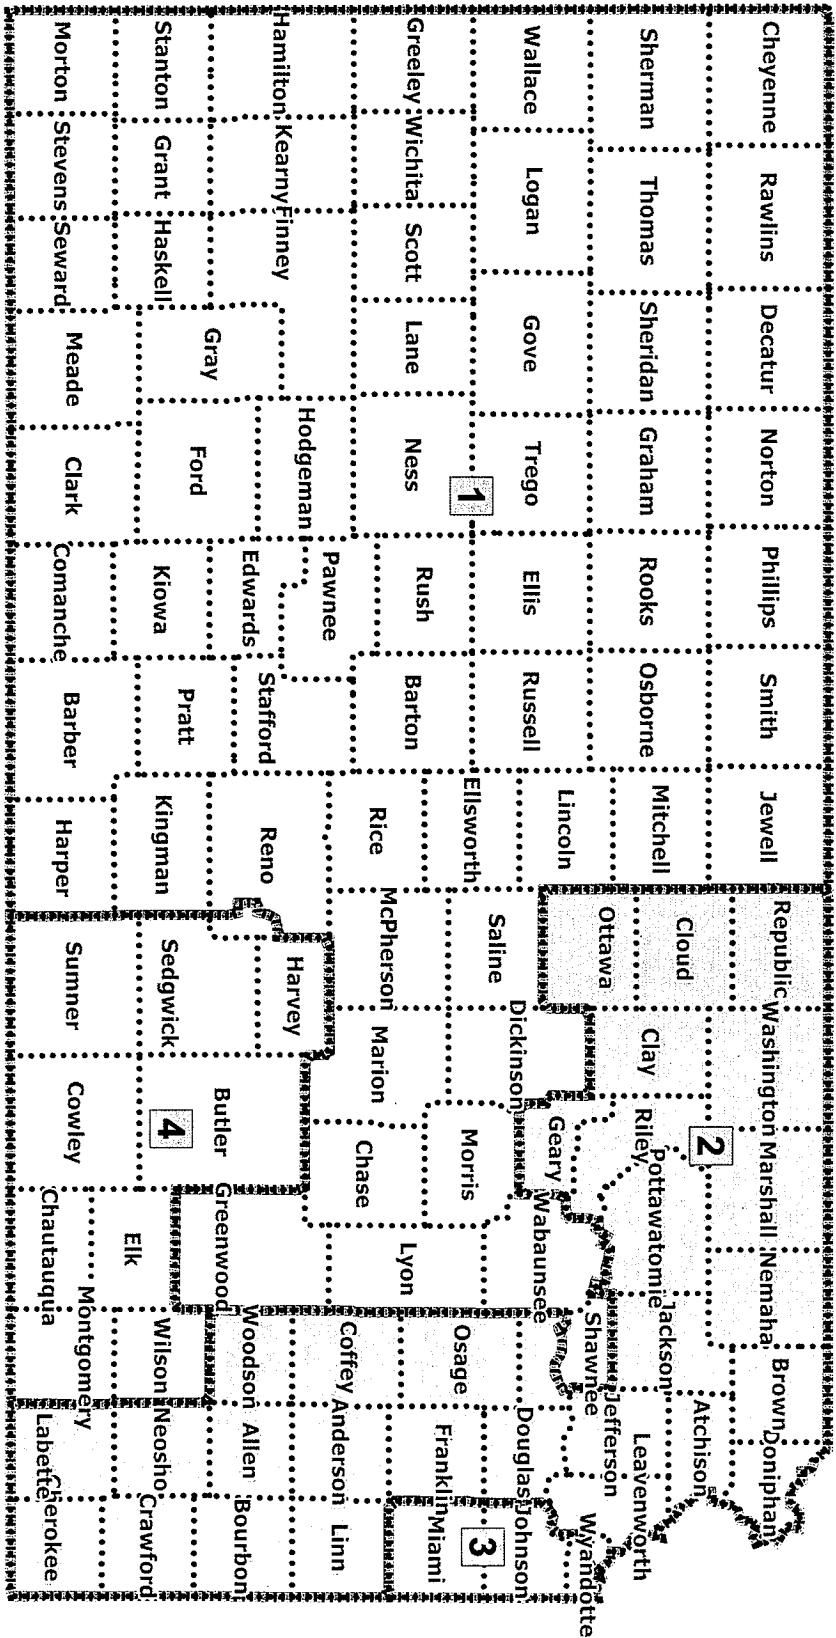 Cheyenne
Rawlins
Decatur
Norton
Phillips
Smith
Jewell
Republic
Washington
Marshall
Nemaha
Brown
Doniphan
Sherman
Thomas
Sheridan
Graham
Rooks
Osborne
Mitchell
Cloud
Clay
Riley
Pottawatomie
Jackson
Atchison
2
Wallace
Logan
Gove
Trego
Ellis
Russell
Lincoln
Ottawa
Geary
Wabaunsee
Shawnee
Jefferson
Leavenworth
Wyandotte
1
Greeley
Wichita
Scott
Lane
Ness
Rush
Barton
Ellsworth
Saline
Dickinson
Morris
Osage
Douglas
Johnson
3
Hamilton
Kearny
Finney
Hodgeman
Pawnee
Rice
McPherson
Marion
Chase
Lyon
Coffey
Anderson
Franklin
Miami
Linn
Gray
Ford
Edwards
Stafford
Reno
Harvey
Butler
Greenwood
Woodson
Allen
Bourbon
Stanton
Grant
Haskell
Kiowa
Pratt
Kingman
Sedgwick
4
Elk
Wilson
Neosho
Crawford
Morton
Stevens
Seward
Meade
Clark
Comanche
Barber
Harper
Sumner
Cowley
Chautauqua
Montgomery
Labette
Cherokee